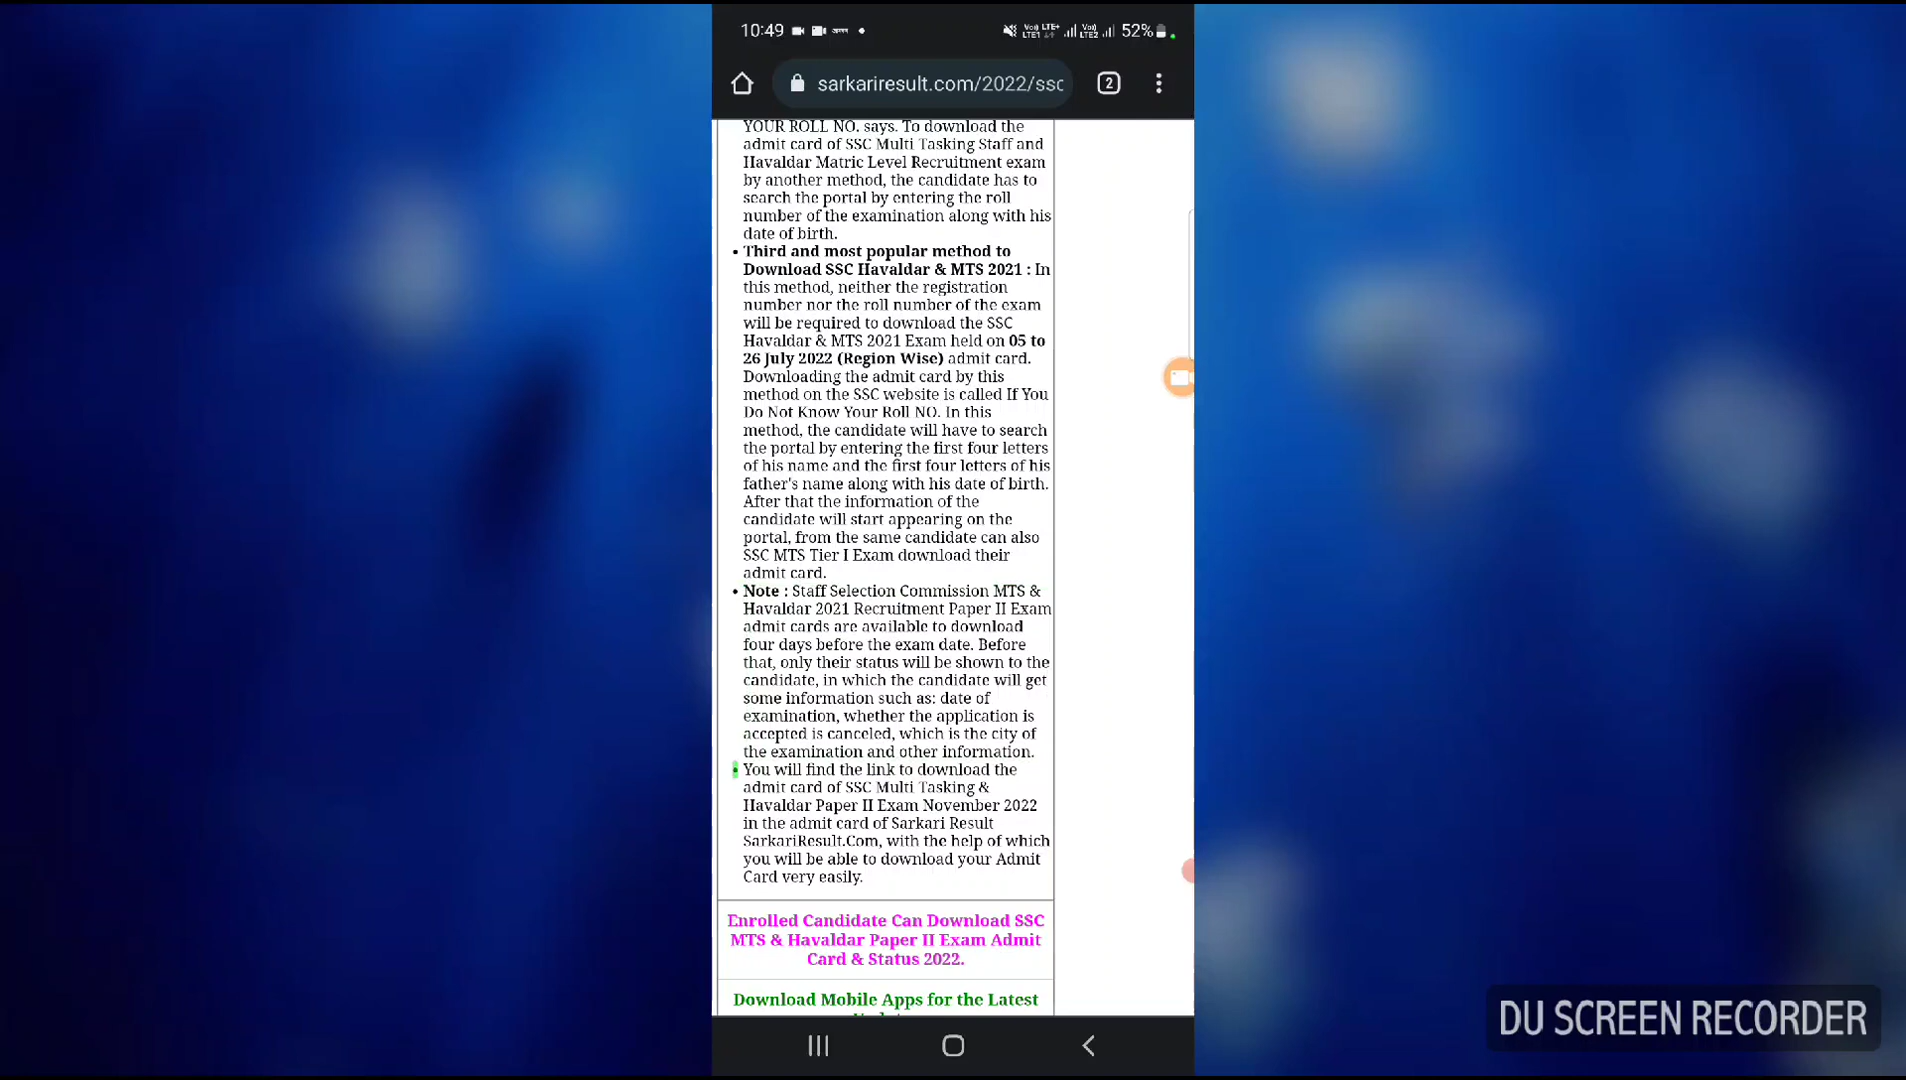 10:49
Vo) LTE+ Vo)
LTE1 LTE2 52%
sarkariresult.com/2022/ssc
2
YOUR ROLL NO. says. To download the
admit card of SSC Multi Tasking Staff and
Havaldar Matric Level Recruitment exam
by another method, the candidate has to
search the portal by entering the roll
number of the examination along with his
date of birth.
• Third and most popular method to
Download SSC Havaldar & MTS 2021 : In
this method, neither the registration
number nor the roll number of the exam
will be required to download the SSC
Havaldar & MTS 2021 Exam held on 05 to
26 July 2022 (Region Wise) admit card.
Downloading the admit card by this
method on the SSC website is called If You
Do Not Know Your Roll NO. In this
method, the candidate will have to search
the portal by entering the first four letters
of his name and the first four letters of his
father's name along with his date of birth.
After that the information of the
candidate will start appearing on the
portal, from the same candidate can also
SSC MTS Tier I Exam download their
admit card.
• Note : Staff Selection Commission MTS &
Havaldar 2021 Recruitment Paper II Exam
admit cards are available to download
four days before the exam date. Before
that, only their status will be shown to the
candidate, in which the candidate will get
some information such as: date of
examination, whether the application is
accepted is canceled, which is the city of
the examination and other information.
• You will find the link to download the
admit card of SSC Multi Tasking &
Havaldar Paper II Exam November 2022
in the admit card of Sarkari Result
SarkariResult.Com, with the help of which
you will be able to download your Admit
Card very easily.
Enrolled Candidate Can Download SSC
MTS & Havaldar Paper II Exam Admit
Card & Status 2022.
Download Mobile Apps for the Latest
DU SCREEN RECORDER